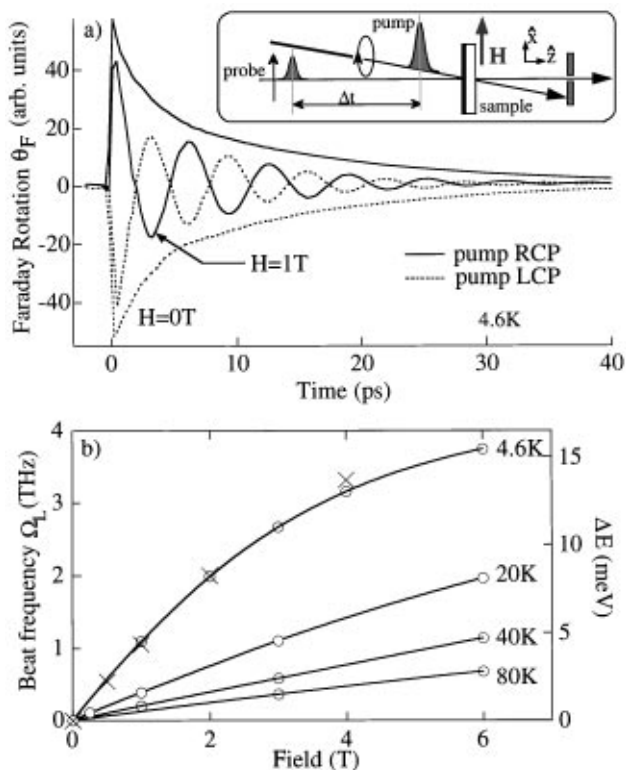 a)
Faraday Rotation θF (arb. units)
40
20
0
-20
-40
pump
probe
H
x̂
ẑ
Δt
sample
H=1T
H=0T
pump RCP
pump LCP
4.6K
0
10
20
30
40
Time (ps)
b)
Beat frequency ΩL (THz)
4
3
2
1
0
4.6K
20K
40K
80K
15
10
5
0
ΔE (meV)
0
2
4
6
Field (T)